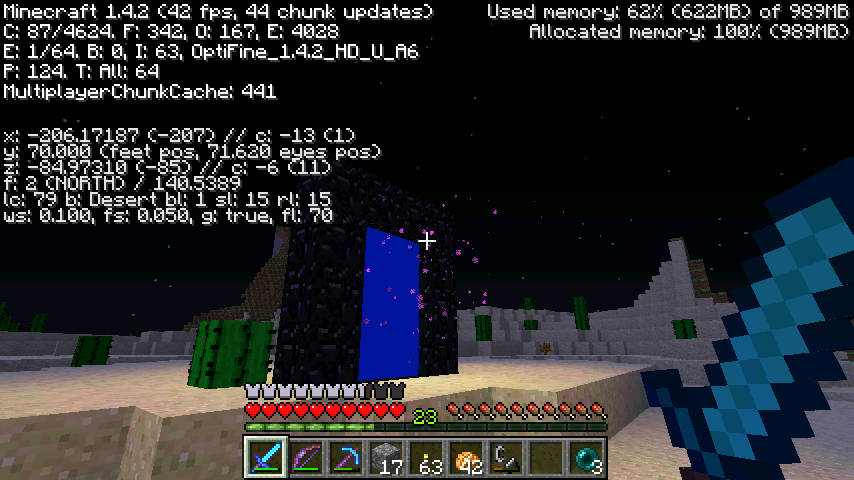 Minecraft 1.4.2 (42 fps, 44 chunk updates)
Used memory: 62% (622MB) of 989MB
C: 87/4624. F: 342, O: 167, E: 4028
Allocated memory: 100% (989MB)
E: 1/64. B: 0, I: 63, OptiFine_1.4.2_HD_U_A6
P: 124. T: All: 64
MultiplayerChunkCache: 441
x: -206.17187 (-207) // c: -13 (1)
y: 70.000 (feet pos, 71.620 eyes pos)
z: -84.97310 (-85) // c: -6 (11)
f: 2 (NORTH) / 140.5389
lc: 79 b: Desert bl: 1 sl: 15 rl: 15
ws: 0.100, fs: 0.050, g: true, fl: 70
23
17
63
42
3